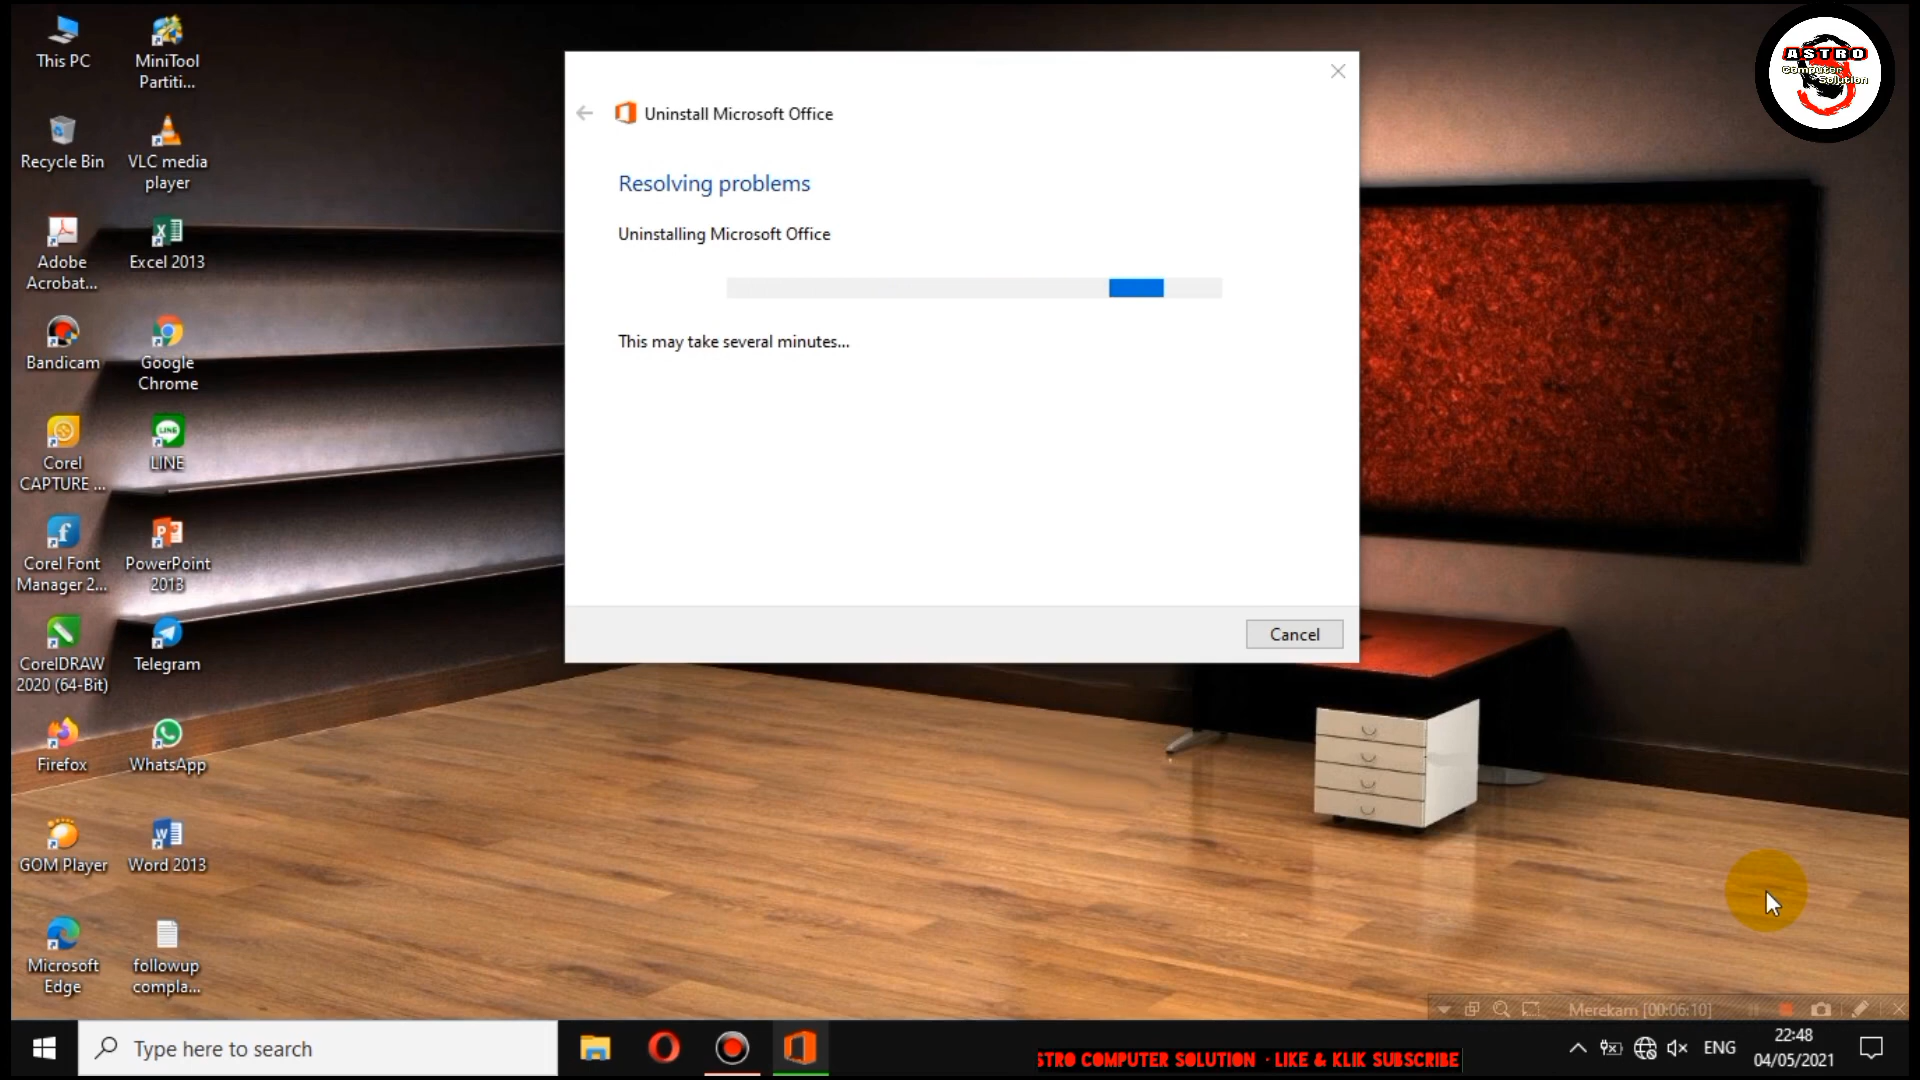 This PC
MiniTool
Partiti...
Recycle Bin
VLC media
player
Adobe
Acrobat...
Excel 2013
Bandicam
Google
Chrome
Corel
CAPTURE ...
LINE
Corel Font
Manager 2...
PowerPoint
2013
CorelDRAW
2020 (64-Bit)
Telegram
Firefox
WhatsApp
GOM Player
Word 2013
Microsoft
Edge
followup
compla...
Uninstall Microsoft Office
Resolving problems
Uninstalling Microsoft Office
This may take several minutes...
Cancel
ASTRO
Computer
Solution
Merekam [00:06:10]
Type here to search
STRO COMPUTER SOLUTION · LIKE & KLIK SUBSCRIBE
ENG
22:48
04/05/2021